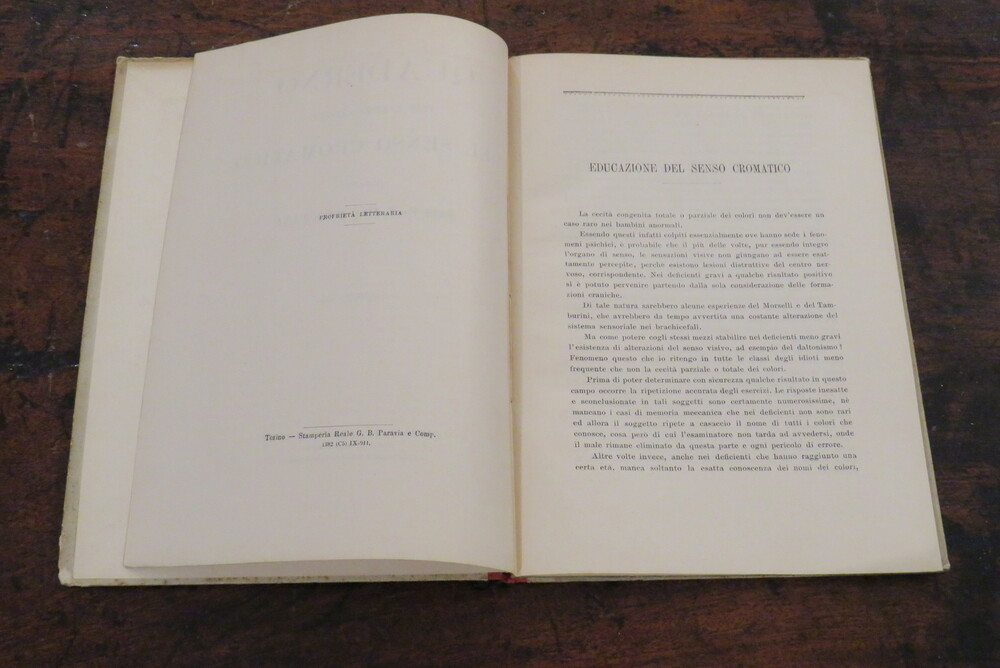 PROPRIETÀ LETTERARIA
Torino — Stamperia Reale G. B. Paravia e Comp.
(C3) IX-911.
EDUCAZIONE DEL SENSO CROMATICO
La cecità congenita totale o parziale dei colori non dev'essere un
caso raro nei bambini anormali.
Essendo questi infatti colpiti essenzialmente ove hanno sede i feno-
meni psichici, è probabile che il più delle volte, pur essendo integro
l'organo di senso, le sensazioni visive non giungano ad essere esat-
tamente percepite, perchè esistono lesioni distruttive del centro ner-
voso, corrispondente. Nei deficienti gravi a qualche risultato positivo
si è potuto pervenire partendo dalla sola considerazione delle forma-
zioni craniche.
Di tale natura sarebbero alcune esperienze del Morselli e del Tam-
burini, che avrebbero da tempo avvertita una costante alterazione del
sistema sensoriale nei brachicefali.
Ma come potere cogli stessi mezzi stabilire nei deficienti meno gravi
l'esistenza di alterazioni del senso visivo, ad esempio del daltonismo!
Fenomeno questo che io ritengo in tutte le classi degli idioti meno
frequente che non la cecità parziale o totale dei colori.
Prima di poter determinare con sicurezza qualche risultato in questo
campo occorre la ripetizione accurata degli esercizi. Le risposte inesatte
e sconclusionate in tali soggetti sono certamente numerosissime, nè
mancano i casi di memoria meccanica che nei deficienti non sono rari
ed allora il soggetto ripete a casaccio il nome di tutti i colori che
conosce, cosa però di cui l'esaminatore non tarda ad avvedersi, onde
il male rimane eliminato da questa parte e ogni pericolo di errore.
Altre volte invece, anche nei deficienti che hanno raggiunto una
certa età, manca soltanto la esatta conoscenza dei nomi dei colori,